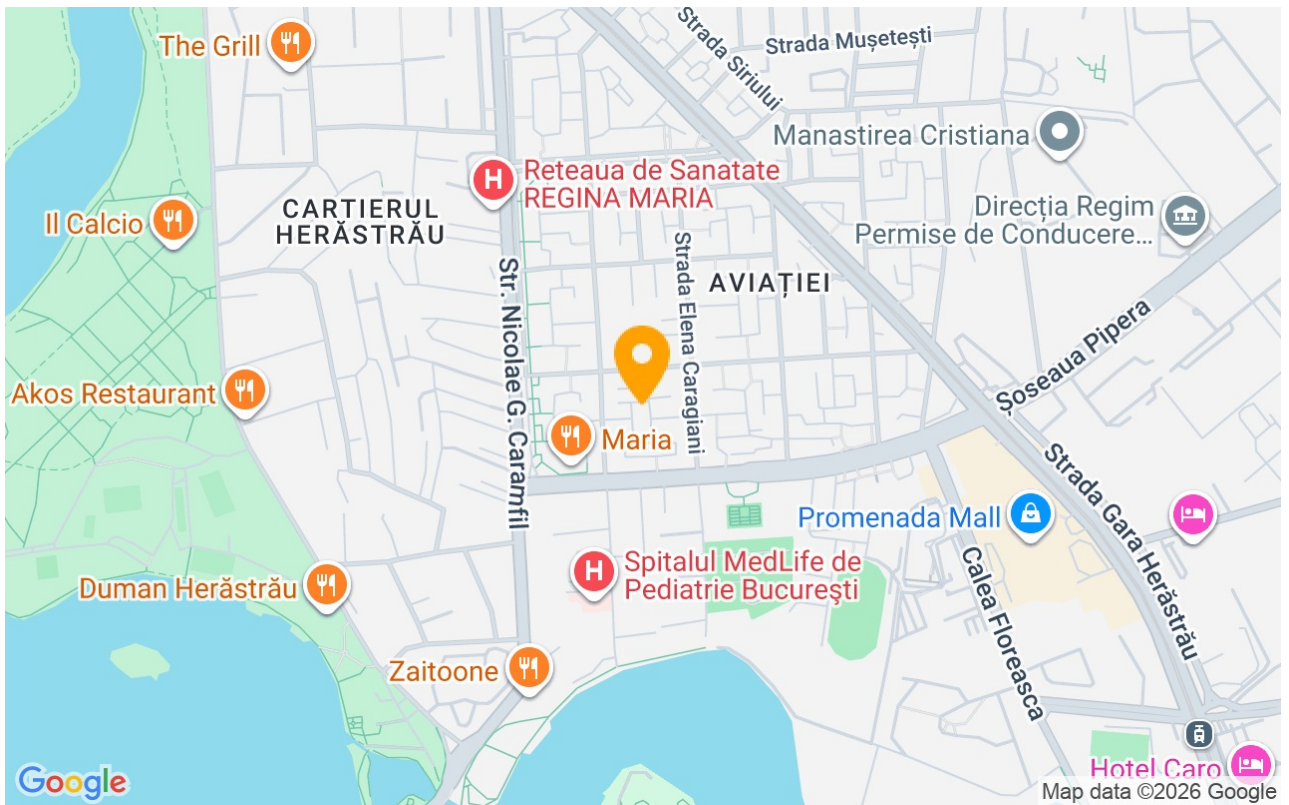 Strada Siriului
Strada Mușetești
The Grill
Manastirea Cristiana
Reteaua de Sanatate
REGINA MARIA
Direcția Regim
Permise de Conducere...
CARTIERUL
HERĂSTRĂU
Il Calcio
Strada Elena Caragiani
AVIAȚIEI
Str. Nicolae G. Caramfil
Șoseaua Pipera
Akos Restaurant
Maria
Strada Gara Herăstrău
Promenada Mall
Calea Floreasca
Spitalul MedLife de
Pediatrie Bucureşti
Duman Herăstrău
Zaitoone
Hotel Caro
Google
Map data ©2026 Google